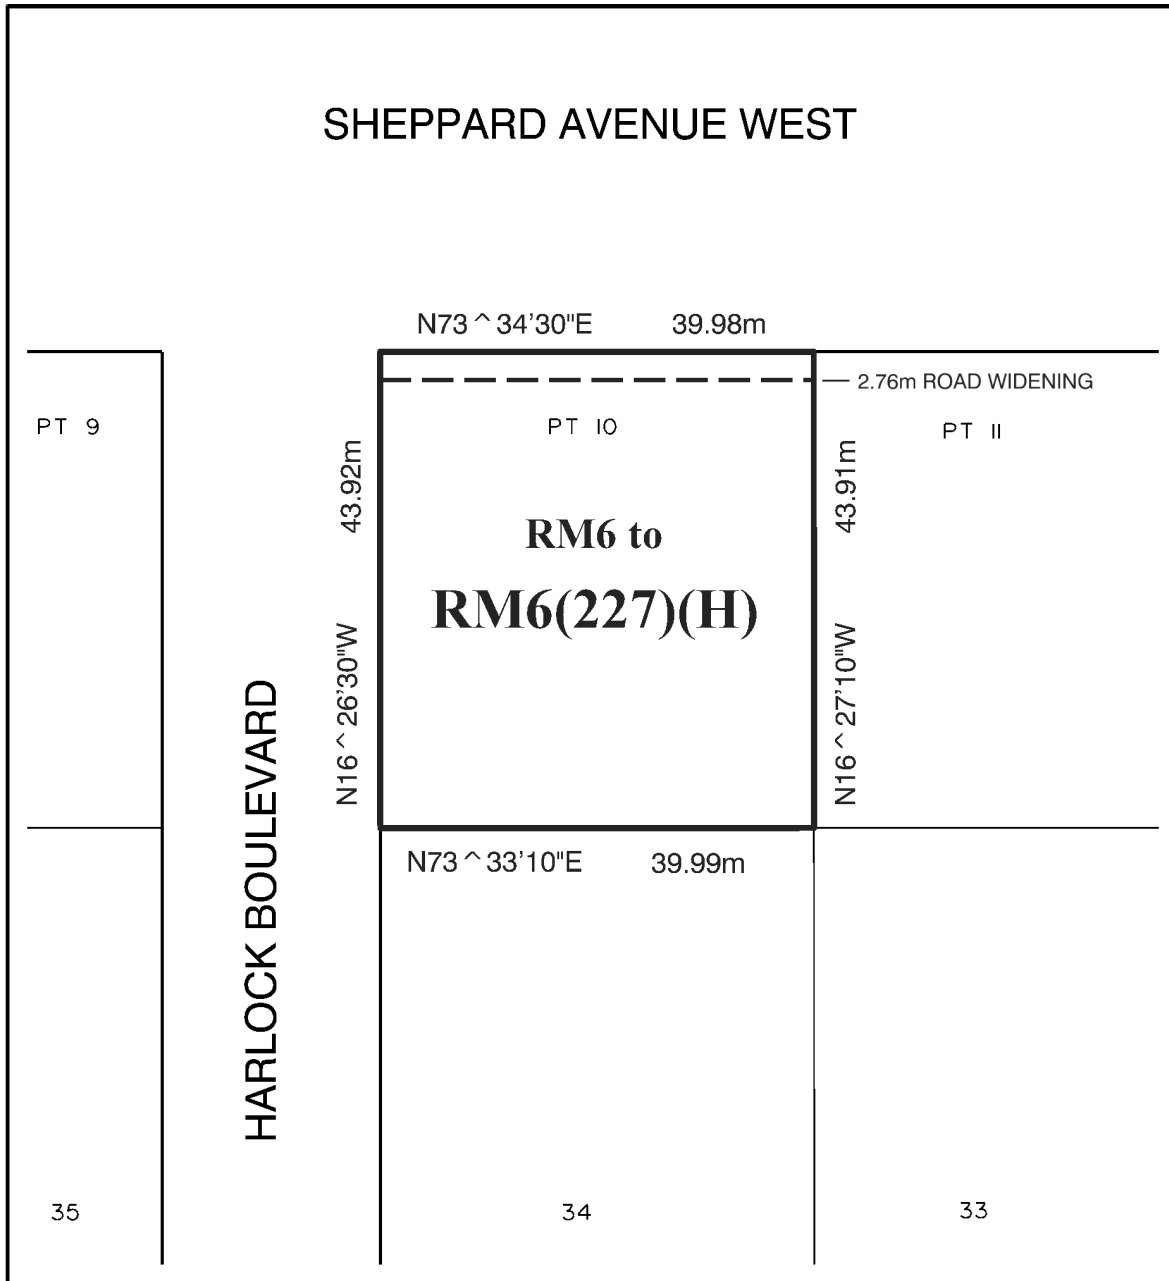 SHEPPARD AVENUE WEST
N73 ^ 34'30"E 39.98m
2.76m ROAD WIDENING
PT 9
PT 10
PT 11
43.92m
43.91m
RM6 to
RM6(227)(H)
N16 ^ 26'30"W
N16 ^ 27'10"W
HARLOCK BOULEVARD
N73 ^ 33'10"E 39.99m
35
34
33